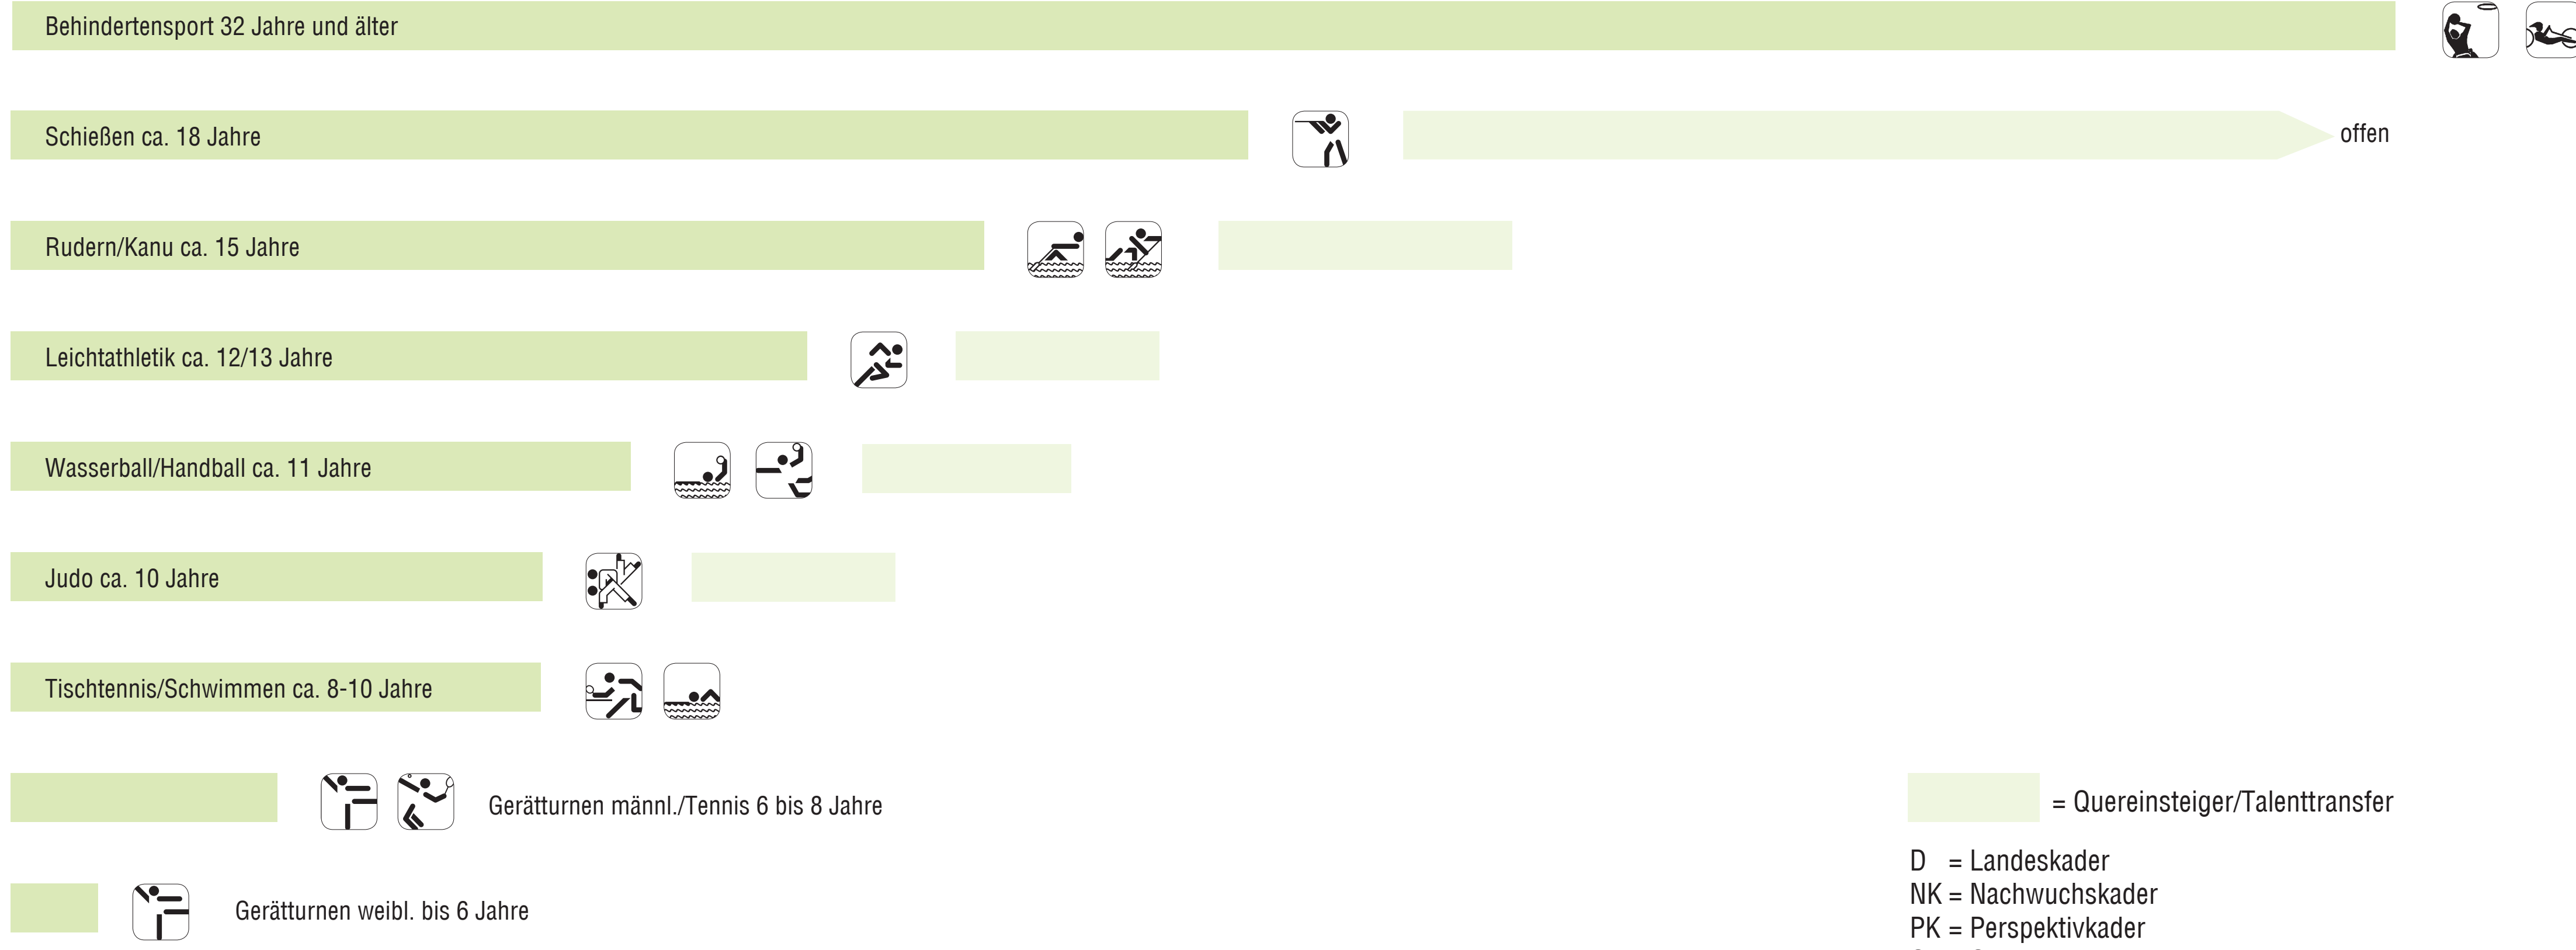 Behindertensport 32 Jahre und älter
Schießen ca. 18 Jahre
offen
Rudern/Kanu ca. 15 Jahre
Leichtathletik ca. 12/13 Jahre
Wasserball/Handball ca. 11 Jahre
Judo ca. 10 Jahre
Tischtennis/Schwimmen ca. 8-10 Jahre
Gerätturnen männl./Tennis 6 bis 8 Jahre
Gerätturnen weibl. bis 6 Jahre
= Quereinsteiger/Talenttransfer
D = Landeskader
NK = Nachwuchskader
PK = Perspektivkader